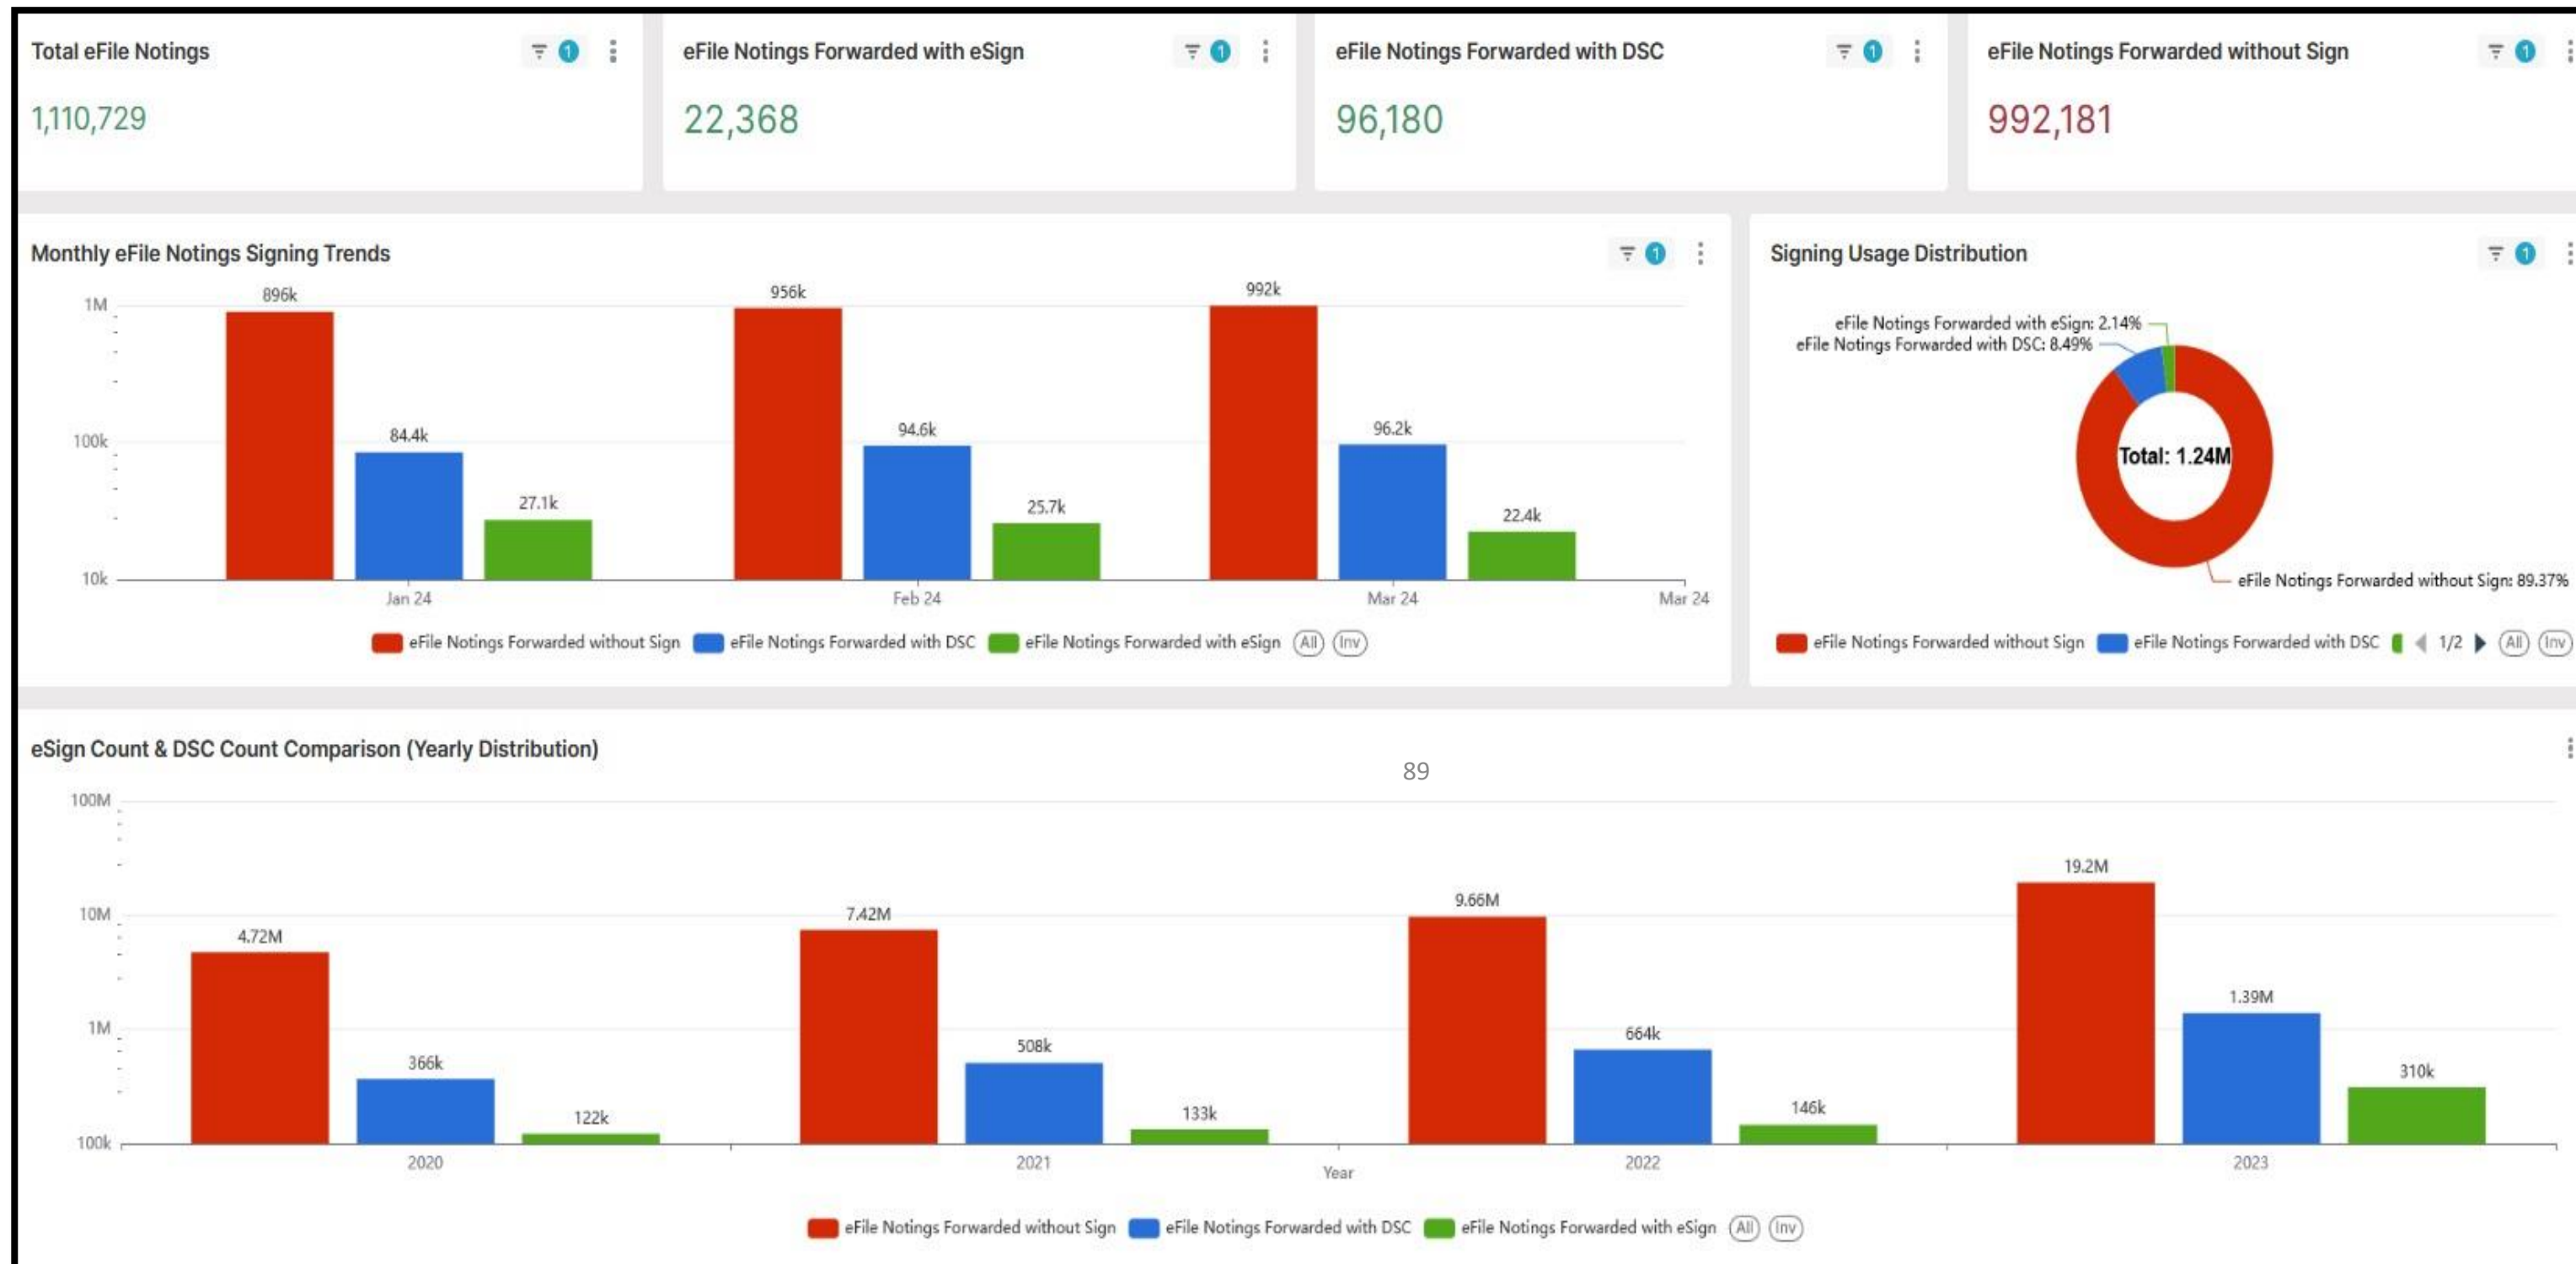 Total eFile Notings
1
1,110,729
eFile Notings Forwarded with eSign
1
22,368
eFile Notings Forwarded with DSC
1
96,180
eFile Notings Forwarded without Sign
1
992,181
Monthly eFile Notings Signing Trends
1
1M
100k
10k
896k
84.4k
27.1k
956k
94.6k
25.7k
992k
96.2k
22.4k
Jan 24
Feb 24
Mar 24
Mar 24
eFile Notings Forwarded without Sign eFile Notings Forwarded with DSC eFile Notings Forwarded with eSign All Inv
Signing Usage Distribution
1
eFile Notings Forwarded with eSign: 2.14%
eFile Notings Forwarded with DSC: 8.49%
Total: 1.24M
eFile Notings Forwarded without Sign: 89.37%
eFile Notings Forwarded without Sign eFile Notings Forwarded with DSC 1/2 All Inv
eSign Count & DSC Count Comparison (Yearly Distribution)
89
100M
10M
1M
100k
4.72M
366k
122k
7.42M
508k
133k
9.66M
664k
146k
19.2M
1.39M
310k
2020
2021
2022
2023
Year
eFile Notings Forwarded without Sign eFile Notings Forwarded with DSC eFile Notings Forwarded with eSign All Inv